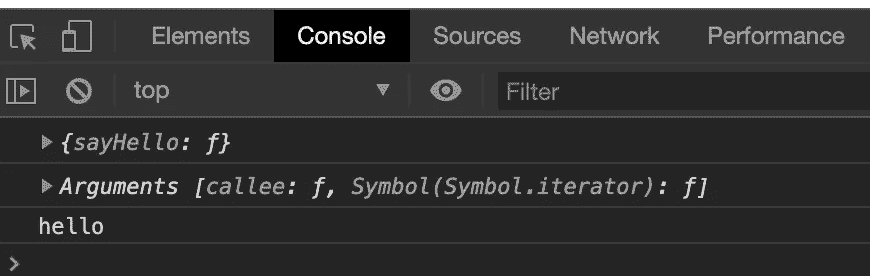 Elements Console Sources Network Performance
top Filter
{sayHello: ƒ}
Arguments [callee: ƒ, Symbol(Symbol.iterator): ƒ]
hello
>